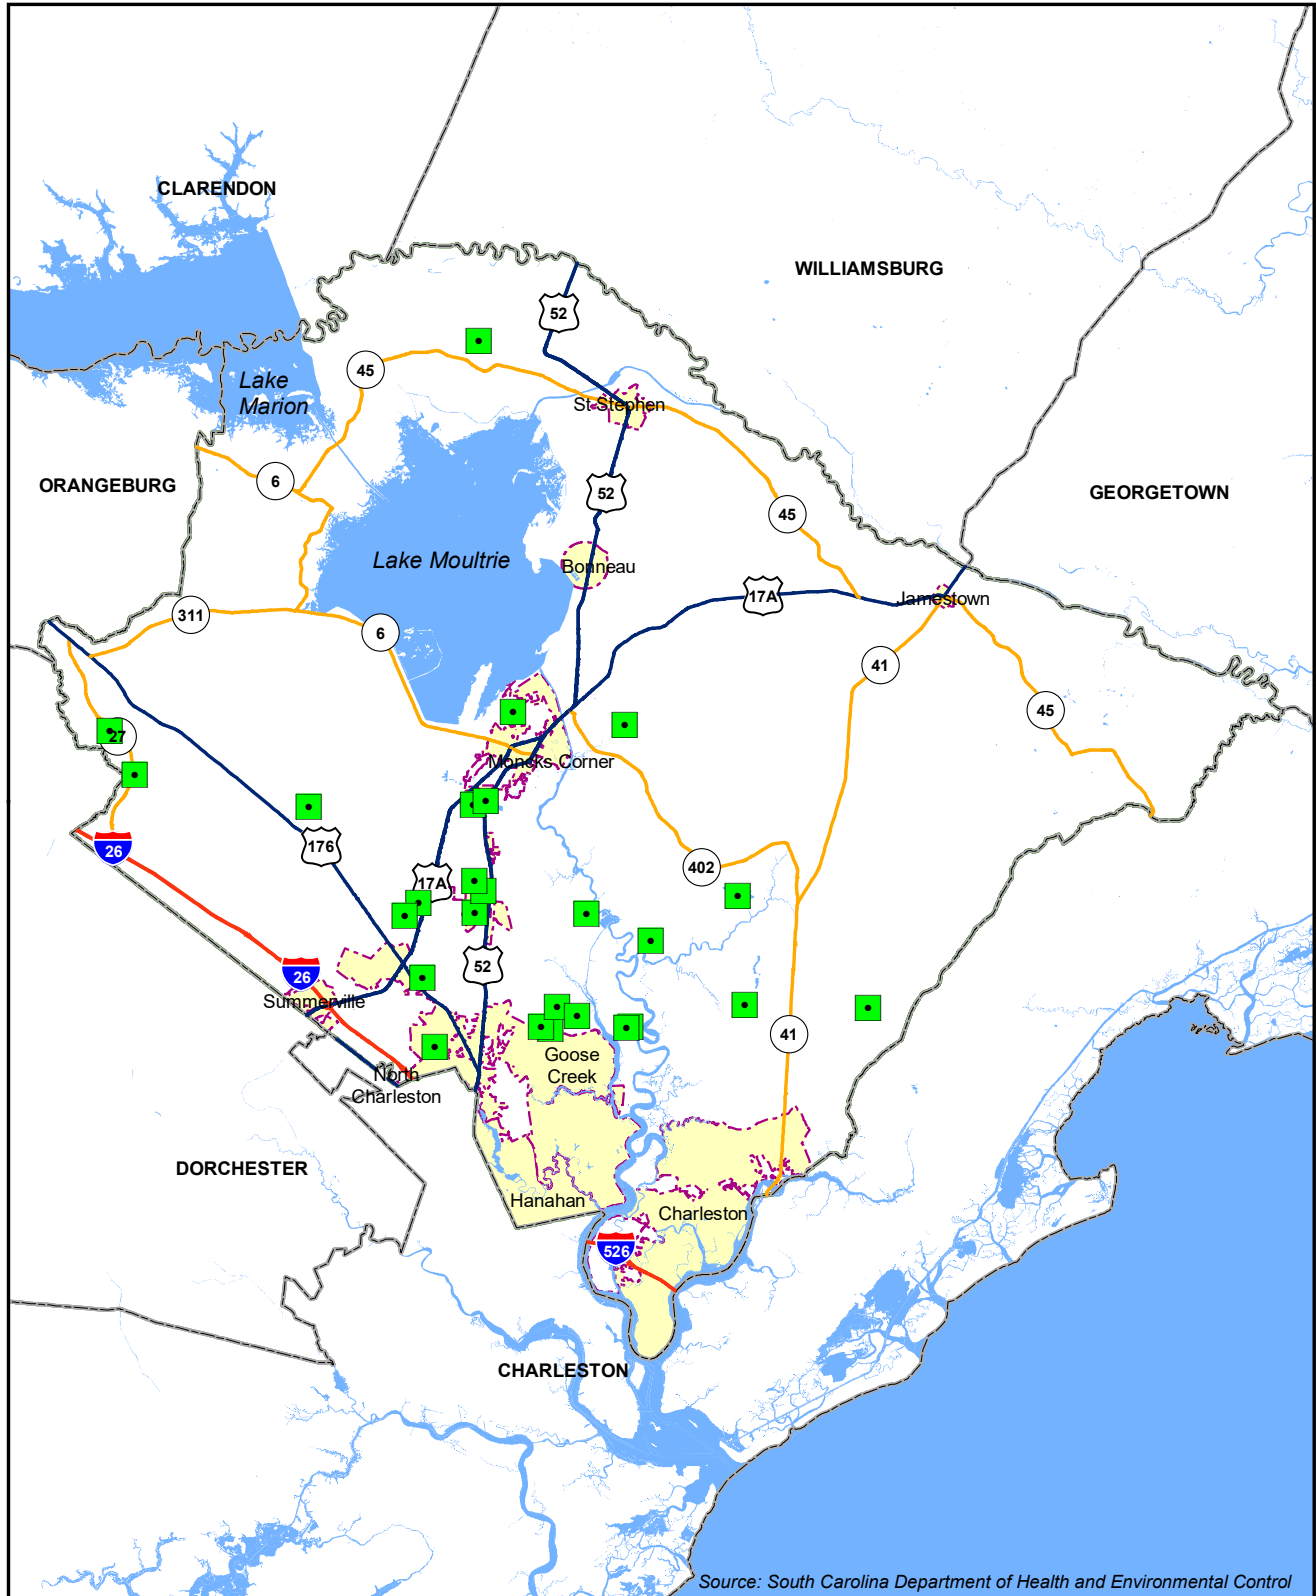 CLARENDON
WILLIAMSBURG
52
45
Lake
Marion
St Stephen
6
ORANGEBURG
52
GEORGETOWN
45
Lake Moultrie
Bonneau
17A
Jamestown
311
6
41
45
27
Moncks Corner
176
26
402
17A
52
26
Summerville
41
Goose
Creek
North
Charleston
DORCHESTER
Hanahan
Charleston
526
CHARLESTON
Source: South Carolina Department of Health and Environmental Control